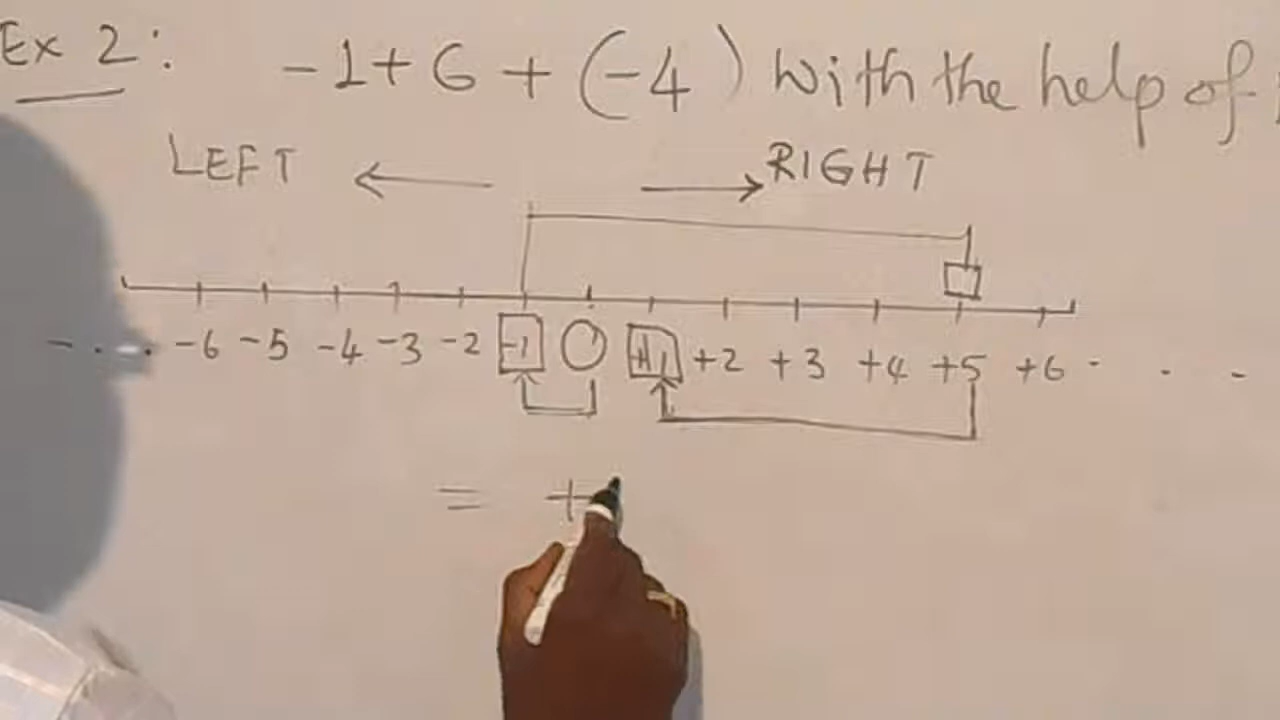 Ex 2: -1+6+(-4) with the help of
LEFT ← → RIGHT
- . . . -6 -5 -4 -3 -2 -1 0 +1 +2 +3 +4 +5 +6 - . . -
= +